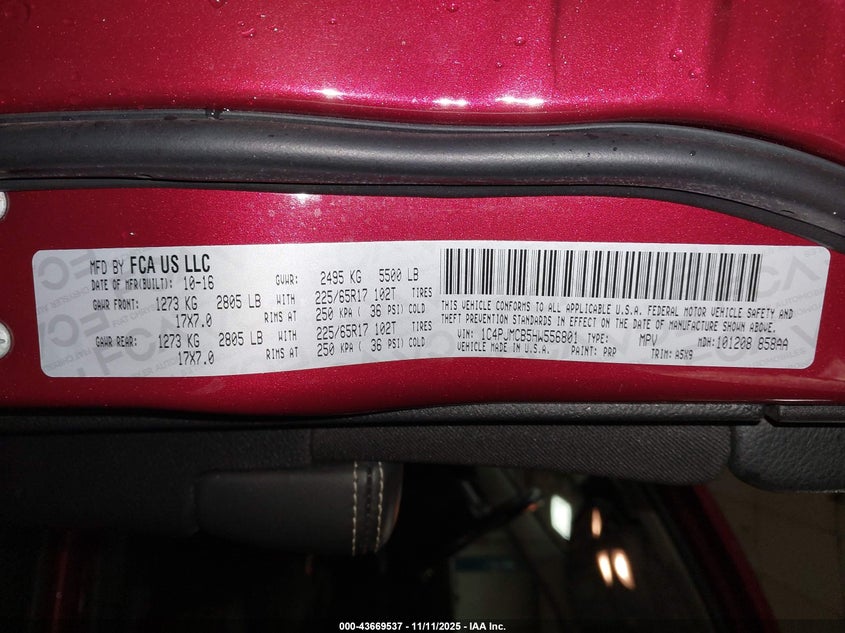 MFD BY FCA US LLC
DATE OF MFR(BUILT): 10-16 GVWR: 2495 KG 5500 LB
GAWR FRONT: 1273 KG 2805 LB WITH 225/65R17 102T TIRES
17X7.0 RIMS AT 250 KPA ( 36 PSI) COLD
GAWR REAR: 1273 KG 2805 LB WITH 225/65R17 102T TIRES
17X7.0 RIMS AT 250 KPA ( 36 PSI) COLD
THIS VEHICLE CONFORMS TO ALL APPLICABLE U.S.A. FEDERAL MOTOR VEHICLE SAFETY AND
THEFT PREVENTION STANDARDS IN EFFECT ON THE DATE OF MANUFACTURE SHOWN ABOVE.
VIN: 1C4PJMCB5HW556801 TYPE: MPV MDH: 101208 858AA
VEHICLE MADE IN U.S.A. PAINT: PRP TRIM: A5X9
000-43669537 - 11/11/2025 - IAA Inc.